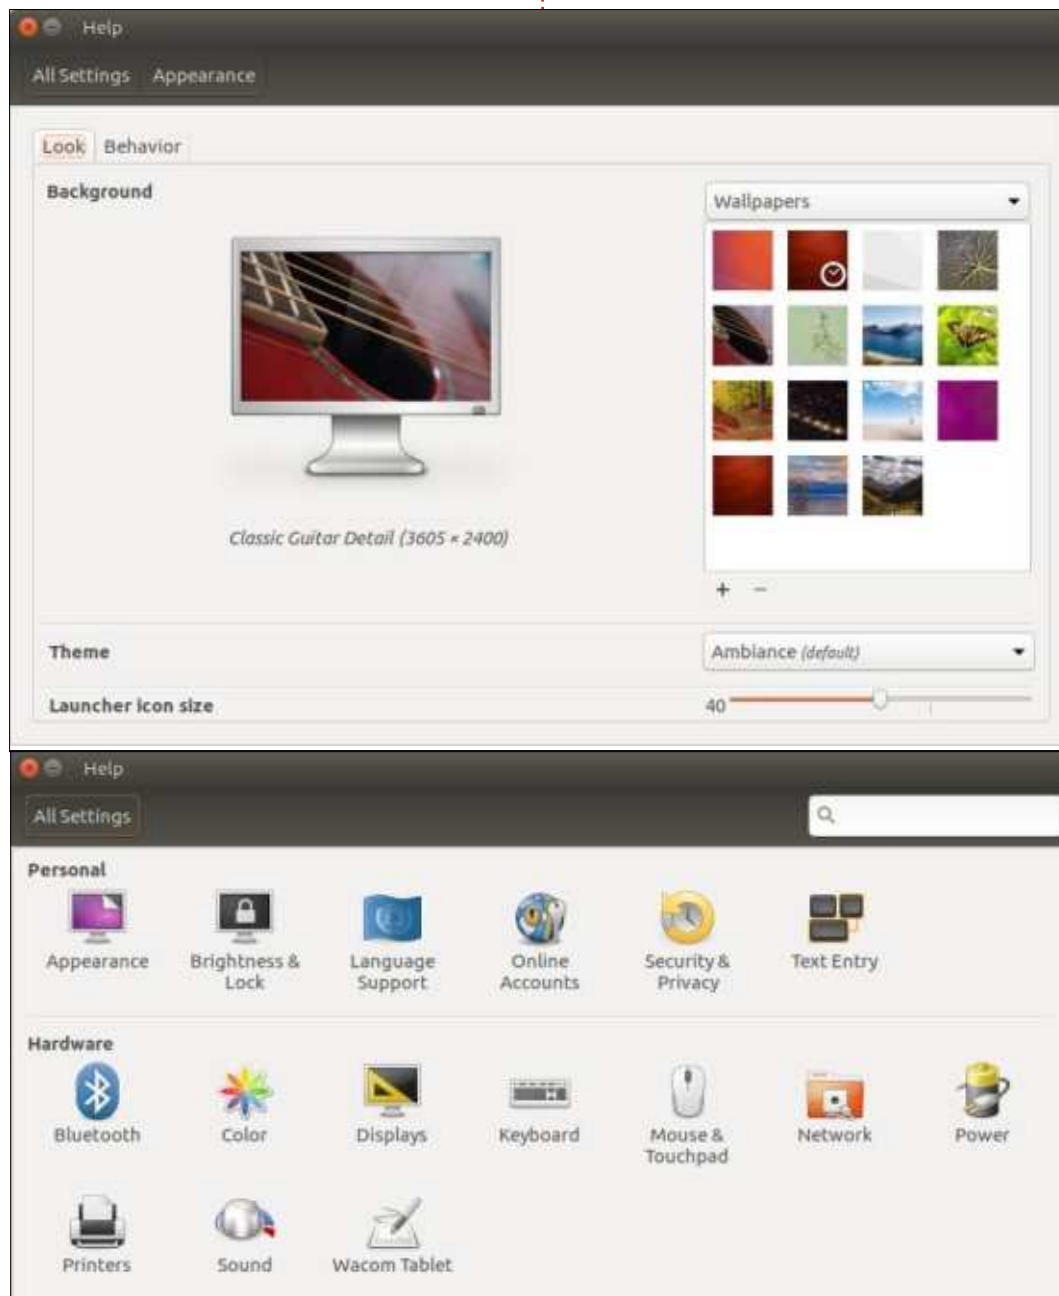 Help
All Settings Appearance
Look Behavior
Background
Wallpapers
Classic Guitar Detail (3605 × 2400)
+ −
Theme
Ambiance (default)
Launcher icon size
40
Help
All Settings
Personal
Appearance
Brightness &
Lock
Language
Support
Online
Accounts
Security &
Privacy
Text Entry
Hardware
Bluetooth
Color
Displays
Keyboard
Mouse &
Touchpad
Network
Power
Printers
Sound
Wacom Tablet